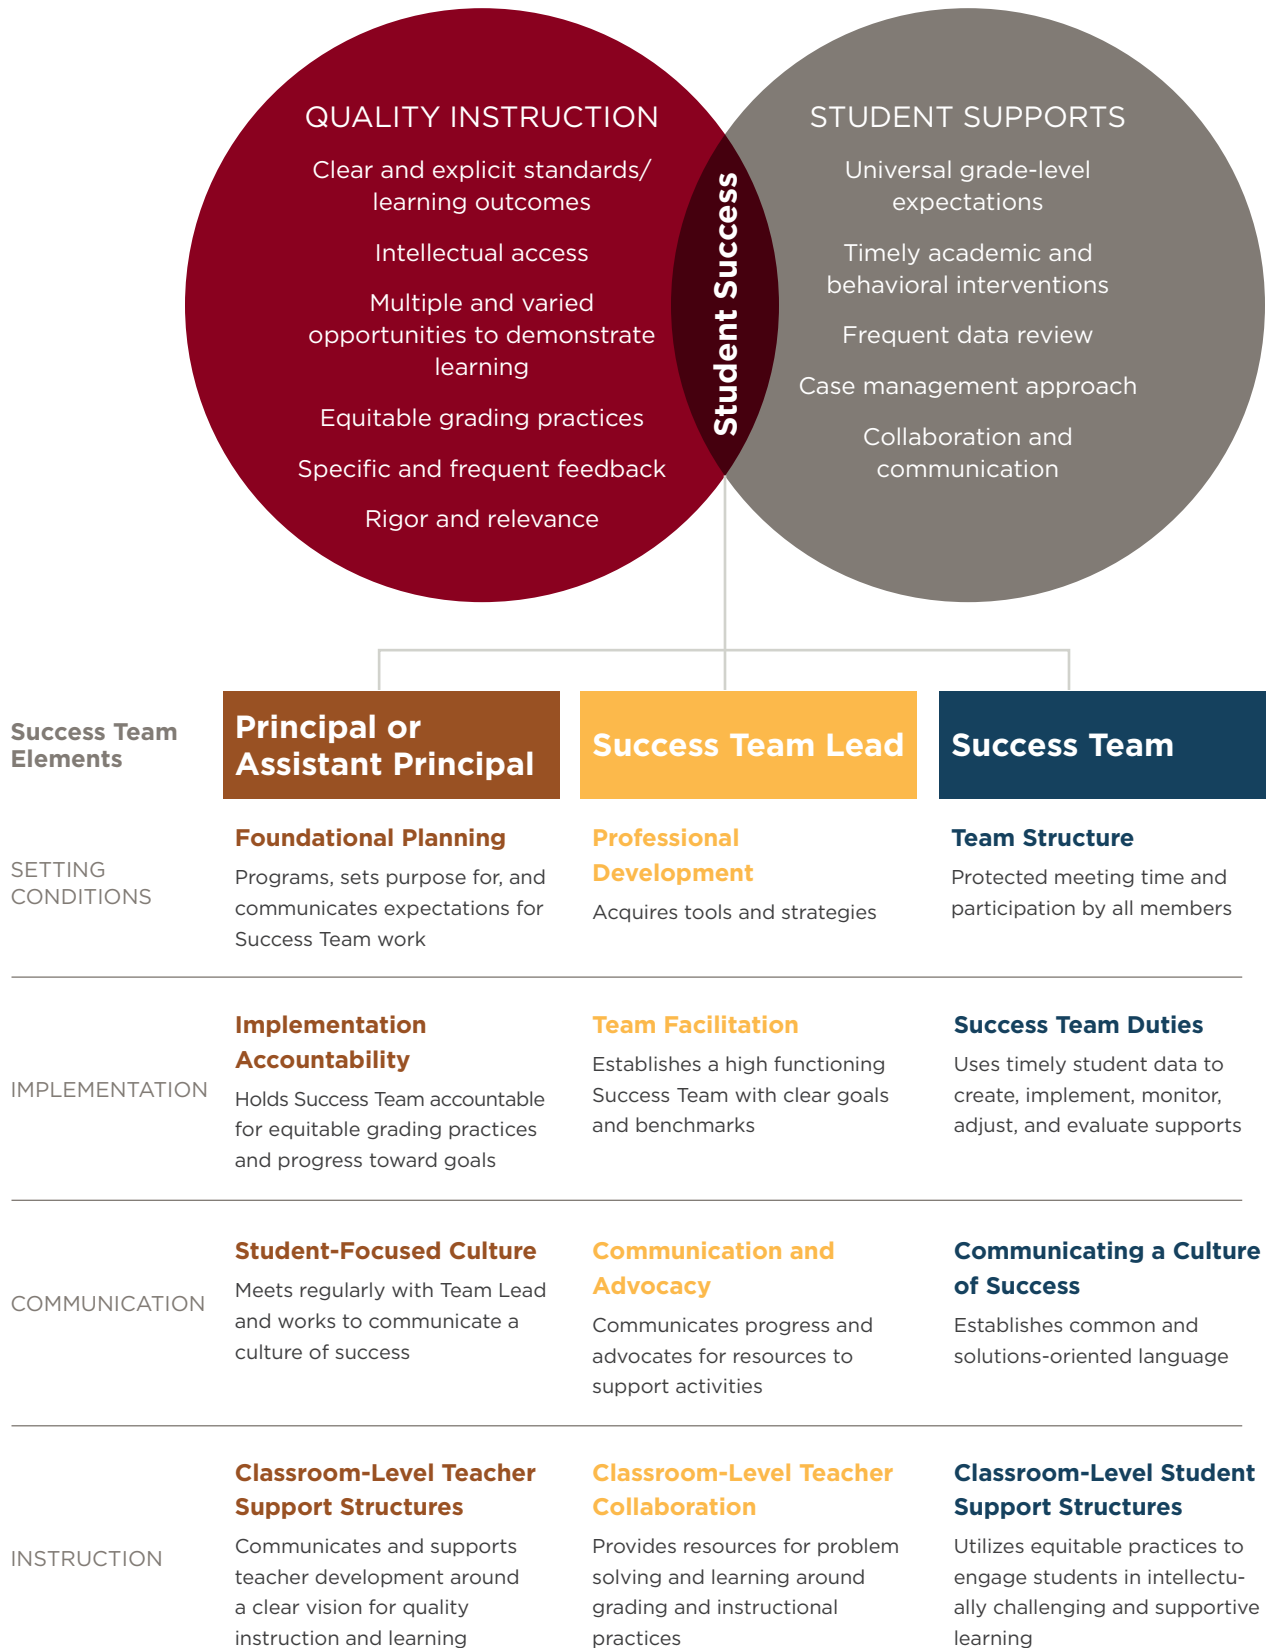 QUALITY INSTRUCTION
Clear and explicit standards/
learning outcomes
Intellectual access
Multiple and varied
opportunities to demonstrate
learning
Equitable grading practices
Specific and frequent feedback
Rigor and relevance
Student Success
STUDENT SUPPORTS
Universal grade-level
expectations
Timely academic and
behavioral interventions
Frequent data review
Case management approach
Collaboration and
communication
Success Team
Elements
Principal or
Assistant Principal
Success Team Lead
Success Team
SETTING
CONDITIONS
Foundational Planning
Programs, sets purpose for, and
communicates expectations for
Success Team work
Professional
Development
Acquires tools and strategies
Team Structure
Protected meeting time and
participation by all members
IMPLEMENTATION
Implementation
Accountability
Holds Success Team accountable
for equitable grading practices
and progress toward goals
Team Facilitation
Establishes a high functioning
Success Team with clear goals
and benchmarks
Success Team Duties
Uses timely student data to
create, implement, monitor,
adjust, and evaluate supports
COMMUNICATION
Student-Focused Culture
Meets regularly with Team Lead
and works to communicate a
culture of success
Communication and
Advocacy
Communicates progress and
advocates for resources to
support activities
Communicating a Culture
of Success
Establishes common and
solutions-oriented language
INSTRUCTION
Classroom-Level Teacher
Support Structures
Communicates and supports
teacher development around
a clear vision for quality
instruction and learning
Classroom-Level Teacher
Collaboration
Provides resources for problem
solving and learning around
grading and instructional
practices
Classroom-Level Student
Support Structures
Utilizes equitable practices to
engage students in intellectu-
ally challenging and supportive
learning